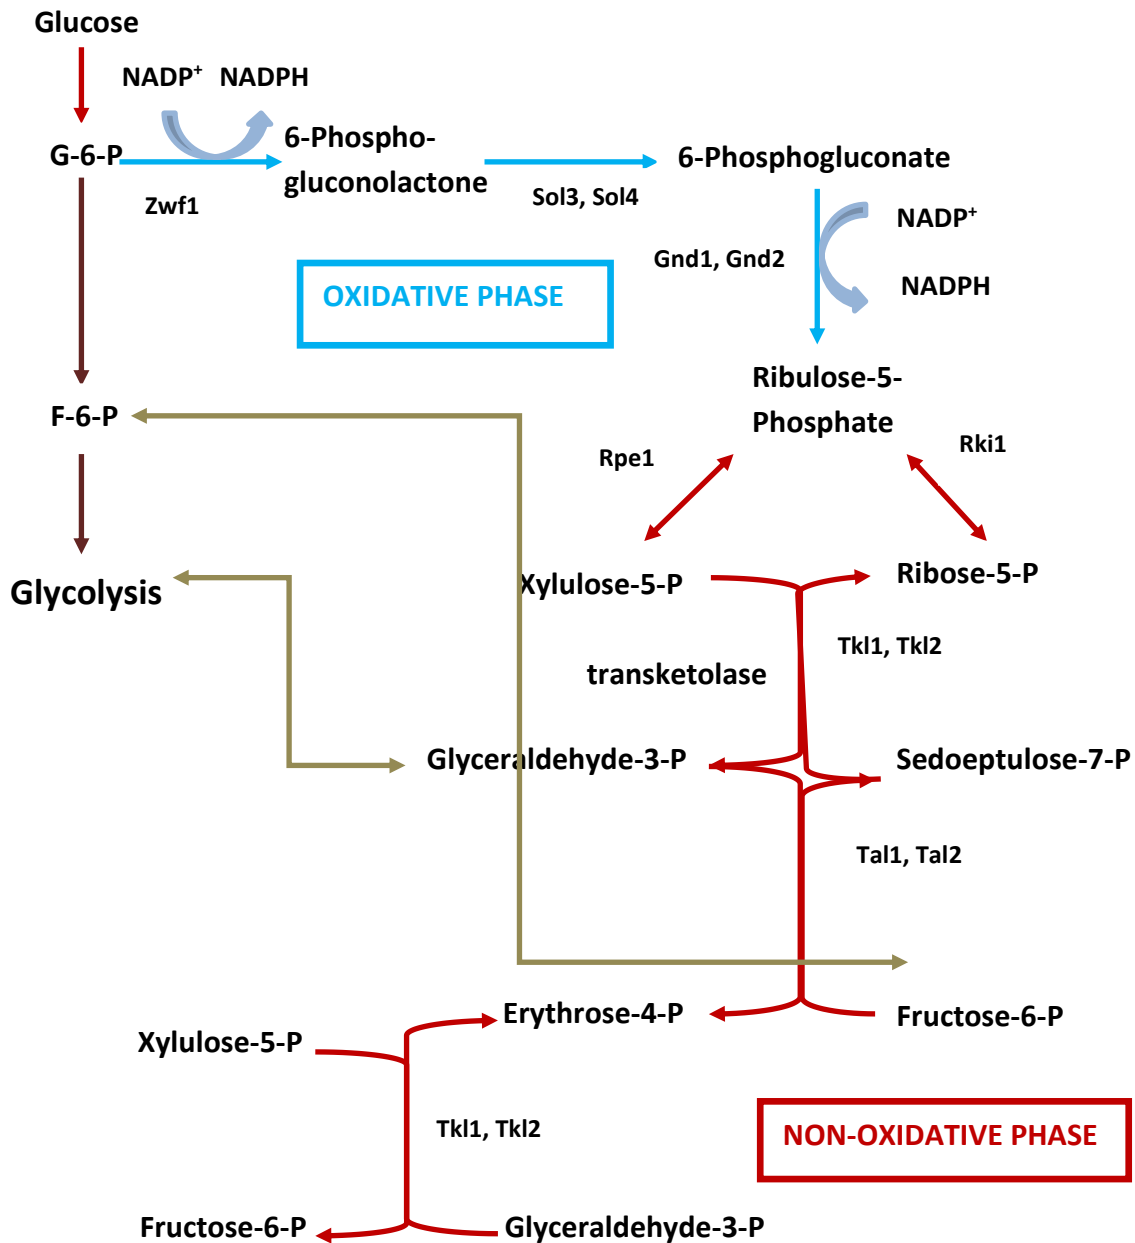 Glucose
NADP⁺ NADPH
G-6-P
6-Phospho-
gluconolactone
6-Phosphogluconate
Zwf1
Sol3, Sol4
NADP⁺
Gnd1, Gnd2
NADPH
OXIDATIVE PHASE
Ribulose-5-
Phosphate
F-6-P
Rpe1
Rki1
Glycolysis
Xylulose-5-P
Ribose-5-P
Tkl1, Tkl2
transketolase
Glyceraldehyde-3-P
Sedoeptulose-7-P
Tal1, Tal2
Erythrose-4-P
Fructose-6-P
Xylulose-5-P
Tkl1, Tkl2
NON-OXIDATIVE PHASE
Fructose-6-P
Glyceraldehyde-3-P